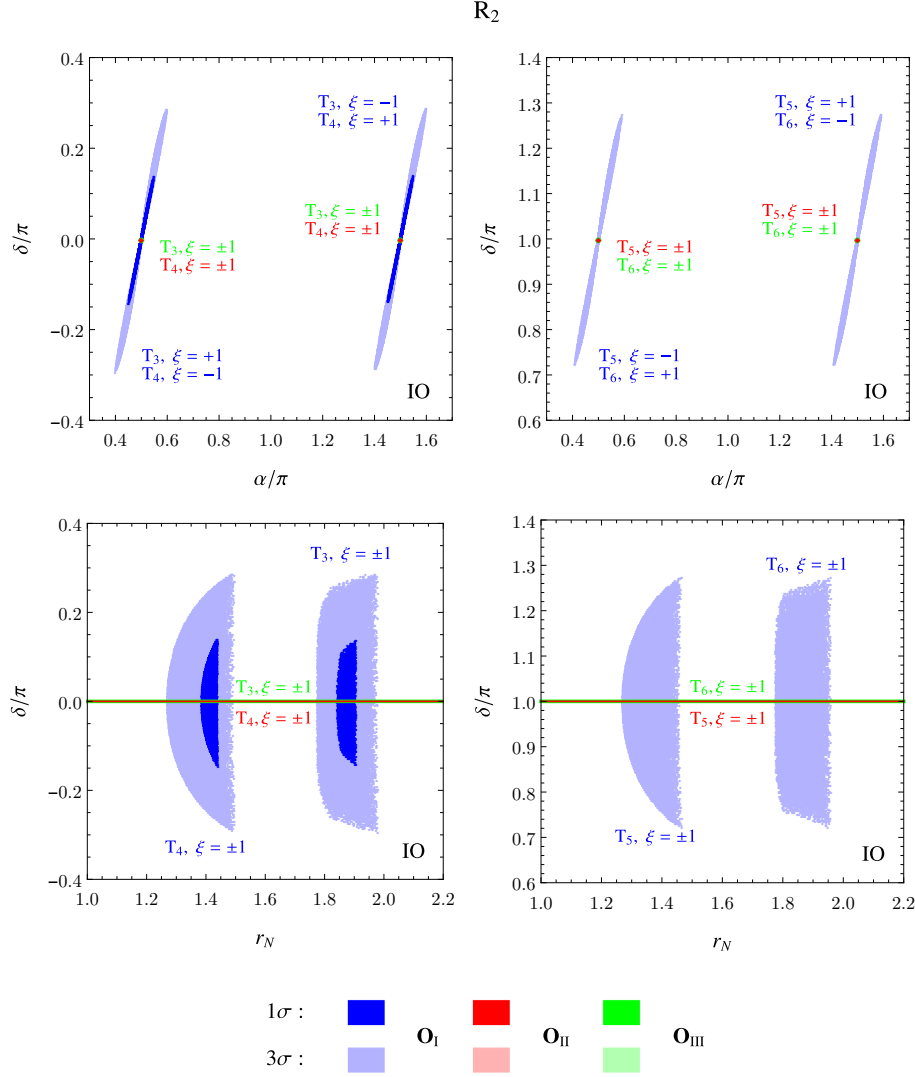 R₂
0.4
0.2
0.0
−0.2
−0.4
δ/π
T₃, ξ = −1
T₄, ξ = +1
T₃, ξ = ±1
T₄, ξ = ±1
T₃, ξ = ±1
T₄, ξ = ±1
T₃, ξ = +1
T₄, ξ = −1
IO
0.4 0.6 0.8 1.0 1.2 1.4 1.6
α/π
1.4
1.3
1.2
1.1
1.0
0.9
0.8
0.7
0.6
δ/π
T₅, ξ = +1
T₆, ξ = −1
T₅, ξ = ±1
T₆, ξ = ±1
T₅, ξ = ±1
T₆, ξ = ±1
T₅, ξ = −1
T₆, ξ = +1
IO
0.4 0.6 0.8 1.0 1.2 1.4 1.6
α/π
0.4
0.2
0.0
−0.2
−0.4
δ/π
T₃, ξ = ±1
T₃, ξ = ±1
T₄, ξ = ±1
T₄, ξ = ±1
IO
1.0 1.2 1.4 1.6 1.8 2.0 2.2
r_N
1.4
1.3
1.2
1.1
1.0
0.9
0.8
0.7
0.6
δ/π
T₆, ξ = ±1
T₆, ξ = ±1
T₅, ξ = ±1
T₅, ξ = ±1
IO
1.0 1.2 1.4 1.6 1.8 2.0 2.2
r_N
1σ :
O_I O_II O_III
3σ :